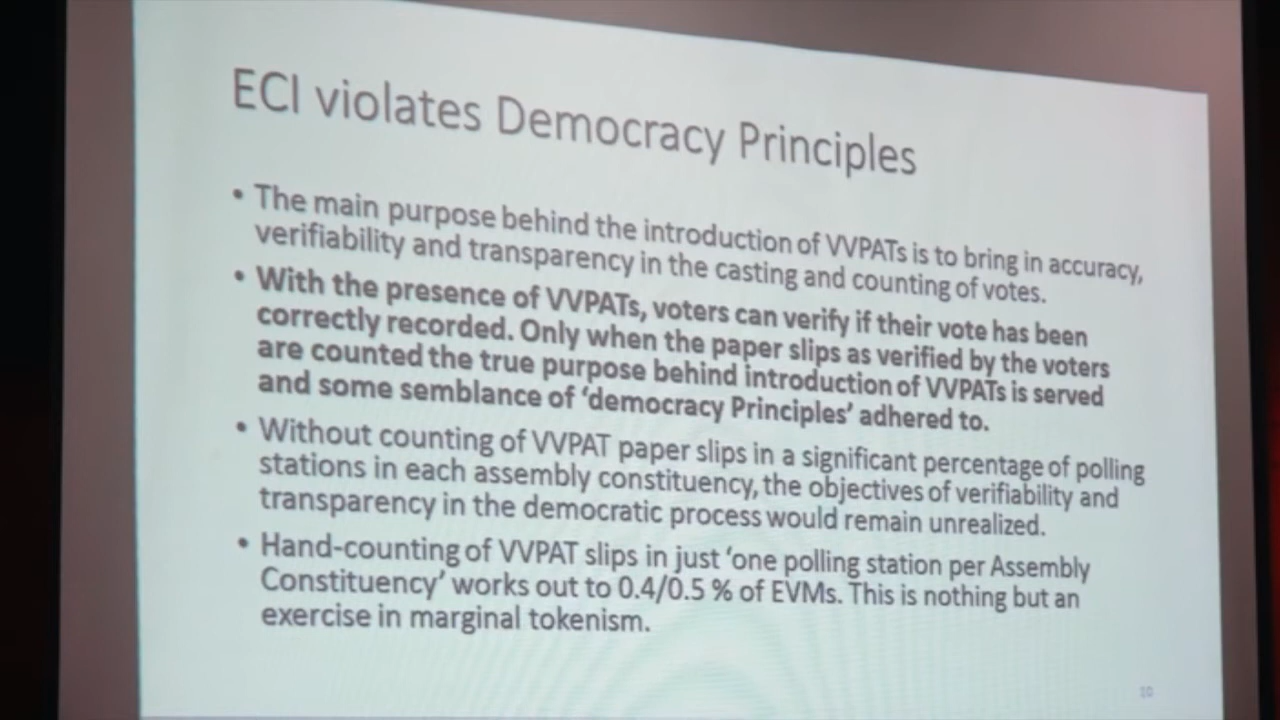 ECI violates Democracy Principles
• The main purpose behind the introduction of VVPATs is to bring in accuracy,
verifiability and transparency in the casting and counting of votes.
• With the presence of VVPATs, voters can verify if their vote has been
correctly recorded. Only when the paper slips as verified by the voters
are counted the true purpose behind introduction of VVPATs is served
and some semblance of ‘democracy Principles’ adhered to.
• Without counting of VVPAT paper slips in a significant percentage of polling
stations in each assembly constituency, the objectives of verifiability and
transparency in the democratic process would remain unrealized.
• Hand-counting of VVPAT slips in just ‘one polling station per Assembly
Constituency’ works out to 0.4/0.5 % of EVMs. This is nothing but an
exercise in marginal tokenism.